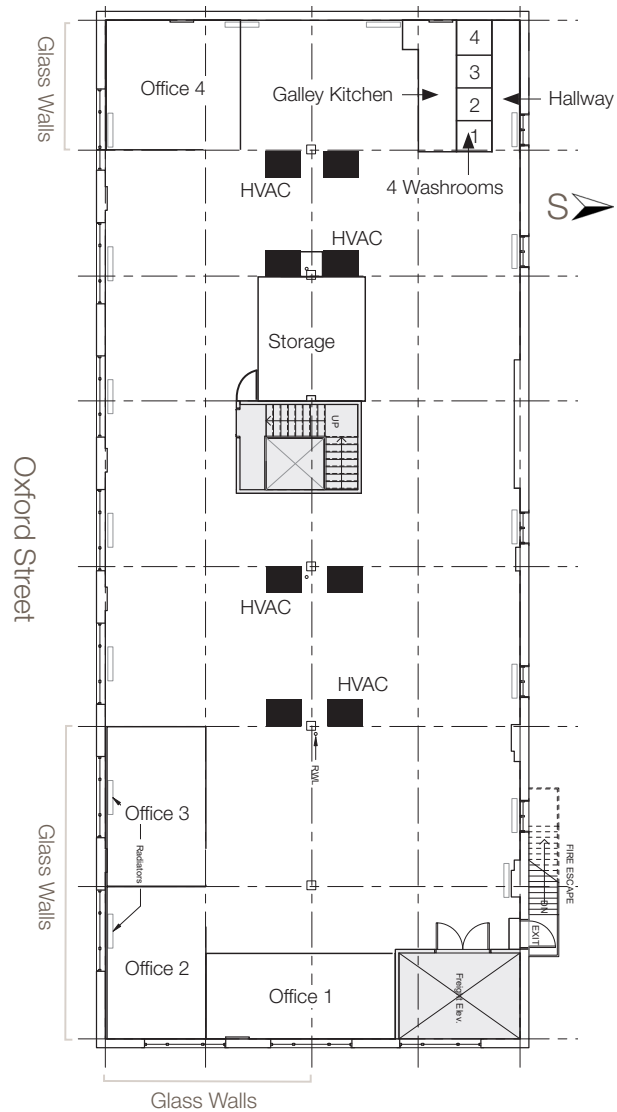 Glass Walls
Office 4
Galley Kitchen
4
3
2
1
Hallway
4 Washrooms
HVAC
S
HVAC
Storage
UP
Oxford Street
HVAC
HVAC
RWL
Glass Walls
Office 3
Radiators
FIRE ESCAPE
DN
EXIT
Office 2
Office 1
Freight Elev.
Glass Walls